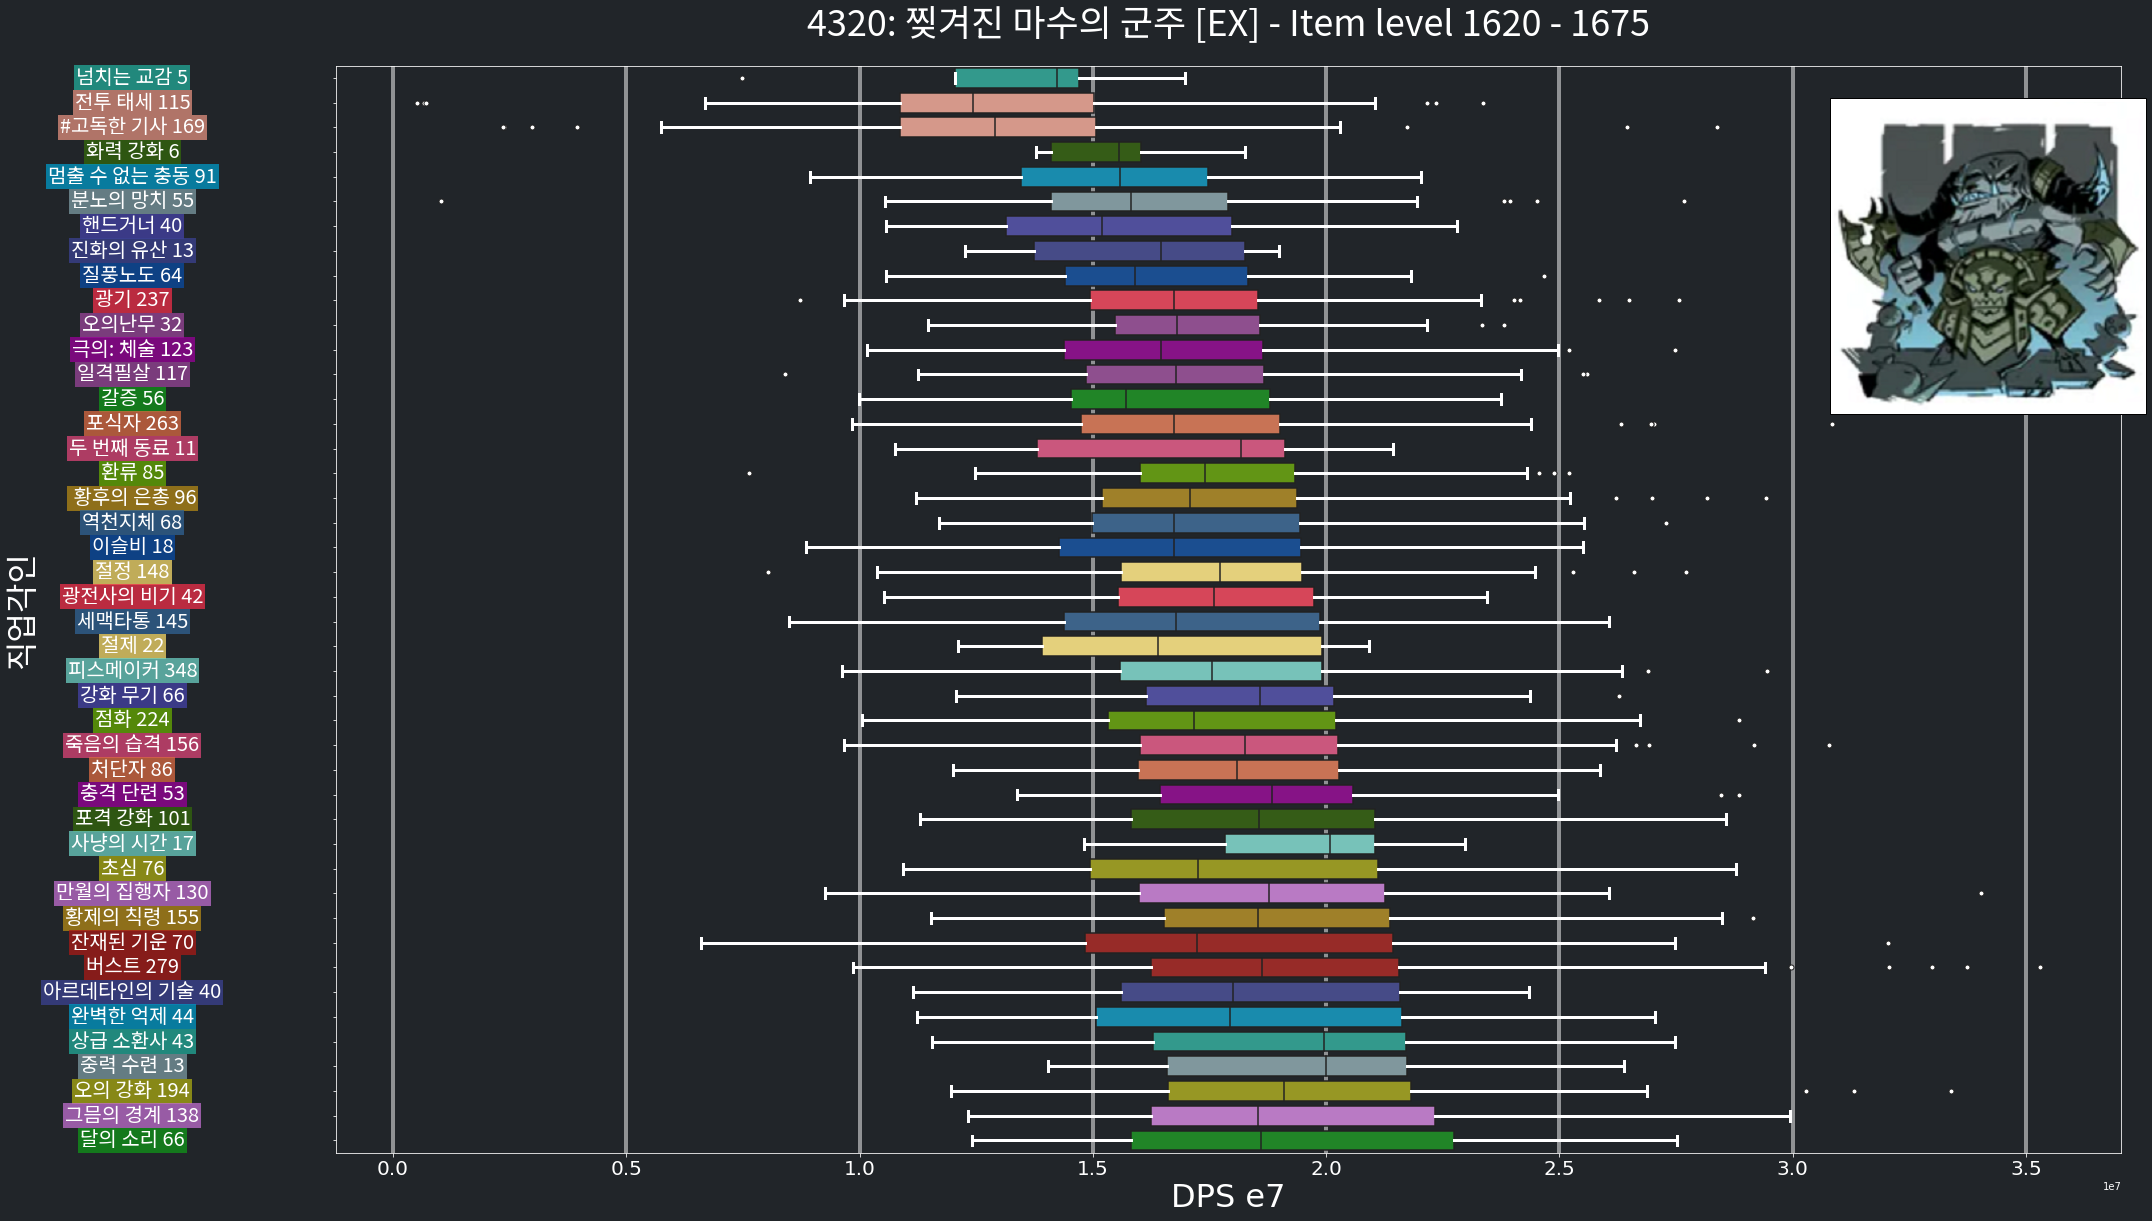 4320: 찢겨진 마수의 군주 [EX] - Item level 1620 - 1675
넘치는 교감 5
전투 태세 115
#고독한 기사 169
화력 강화 6
멈출 수 없는 충동 91
분노의 망치 55
핸드거너 40
진화의 유산 13
질풍노도 64
광기 237
오의난무 32
극의: 체술 123
일격필살 117
갈증 56
포식자 263
두 번째 동료 11
환류 85
황후의 은총 96
역천지체 68
이슬비 18
절정 148
광전사의 비기 42
세맥타통 145
절제 22
피스메이커 348
강화 무기 66
점화 224
죽음의 습격 156
처단자 86
충격 단련 53
포격 강화 101
사냥의 시간 17
초심 76
만월의 집행자 130
황제의 칙령 155
잔재된 기운 70
버스트 279
아르데타인의 기술 40
완벽한 억제 44
상급 소환사 43
중력 수련 13
오의 강화 194
그믐의 경계 138
달의 소리 66
직업각인
0.0 0.5 1.0 1.5 2.0 2.5 3.0 3.5
DPS e7
1e7